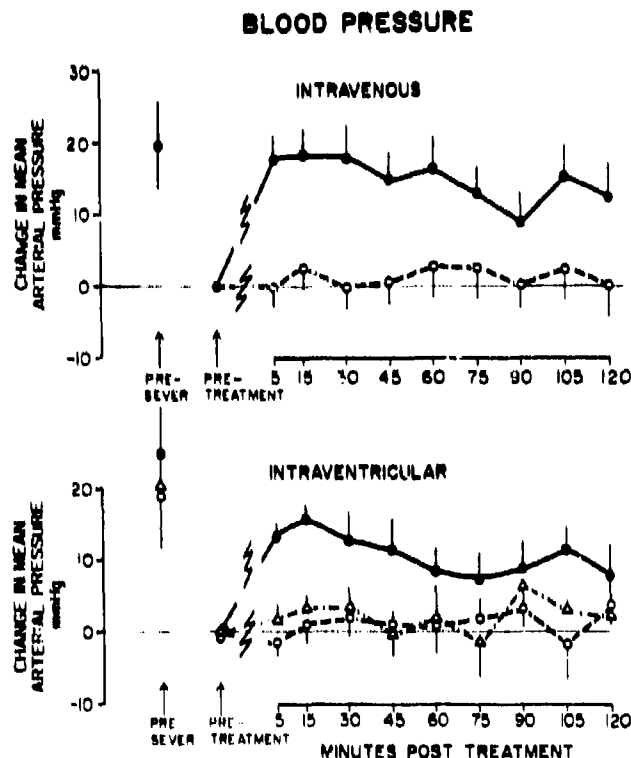 BLOOD PRESSURE
INTRAVENOUS
CHANGE IN MEAN
ARTERIAL PRESSURE
mmHg
30
20
10
0
-10
PRE-
SEVER
PRE-
TREATMENT
5 15 30 45 60 75 90 105 120
INTRAVENTRICULAR
CHANGE IN MEAN
ARTERIAL PRESSURE
mmHg
20
10
0
-10
PRE
SEVER
PRE-
TREATMENT
5 15 30 45 60 75 90 105 120
MINUTES POST TREATMENT